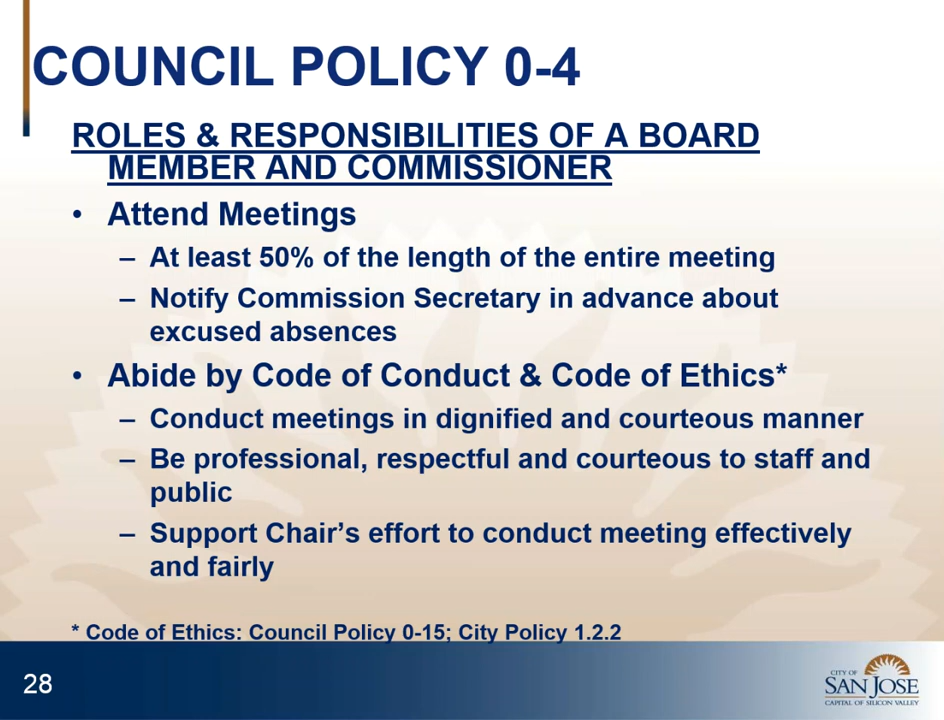 COUNCIL POLICY 0-4
ROLES & RESPONSIBILITIES OF A BOARD
MEMBER AND COMMISSIONER
• Attend Meetings
– At least 50% of the length of the entire meeting
– Notify Commission Secretary in advance about
excused absences
• Abide by Code of Conduct & Code of Ethics*
– Conduct meetings in dignified and courteous manner
– Be professional, respectful and courteous to staff and
public
– Support Chair’s effort to conduct meeting effectively
and fairly
* Code of Ethics: Council Policy 0-15; City Policy 1.2.2
28
CITY OF
SAN JOSE
CAPITAL OF SILICON VALLEY